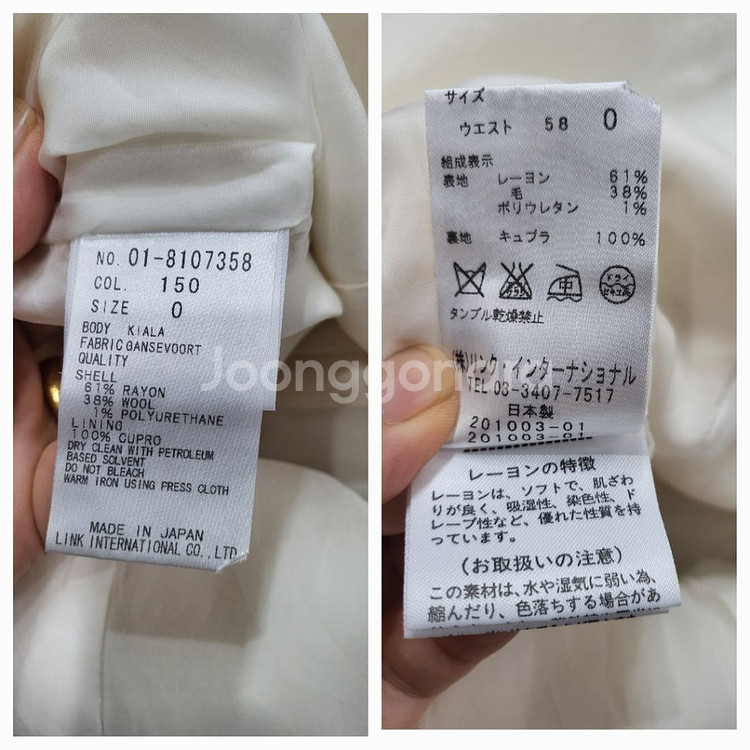 NO. 01-8107358
COL. 150
SIZE 0
BODY KIALA
FABRICGANSEVOORT
QUALITY
SHELL
61% RAYON
38% WOOL
1% POLYURETHANE
LINING
100% CUPRO
DRY CLEAN WITH PETROLEUM
BASED SOLVENT
DO NOT BLEACH
WARM IRON USING PRESS CLOTH
MADE IN JAPAN
LINK INTERNATIONAL CO., LTD
サイズ
ウエスト 58 0
組成表示
表地 レーヨン 61%
毛 38%
ポリウレタン 1%
裏地 キュプラ 100%
中 ドライ
タンブル乾燥禁止
(株)リンク・インターナショナル
TEL 03-3407-7517
日本製
201003-01
201003-01
レーヨンの特徴
レーヨンは、ソフトで、肌ざわ
りが良く、吸湿性、染色性、ド
レープ性など、優れた性質を持
っています。
(お取扱いの注意)
この素材は、水や湿気に弱い為、
縮んだり、色落ちする場合があ